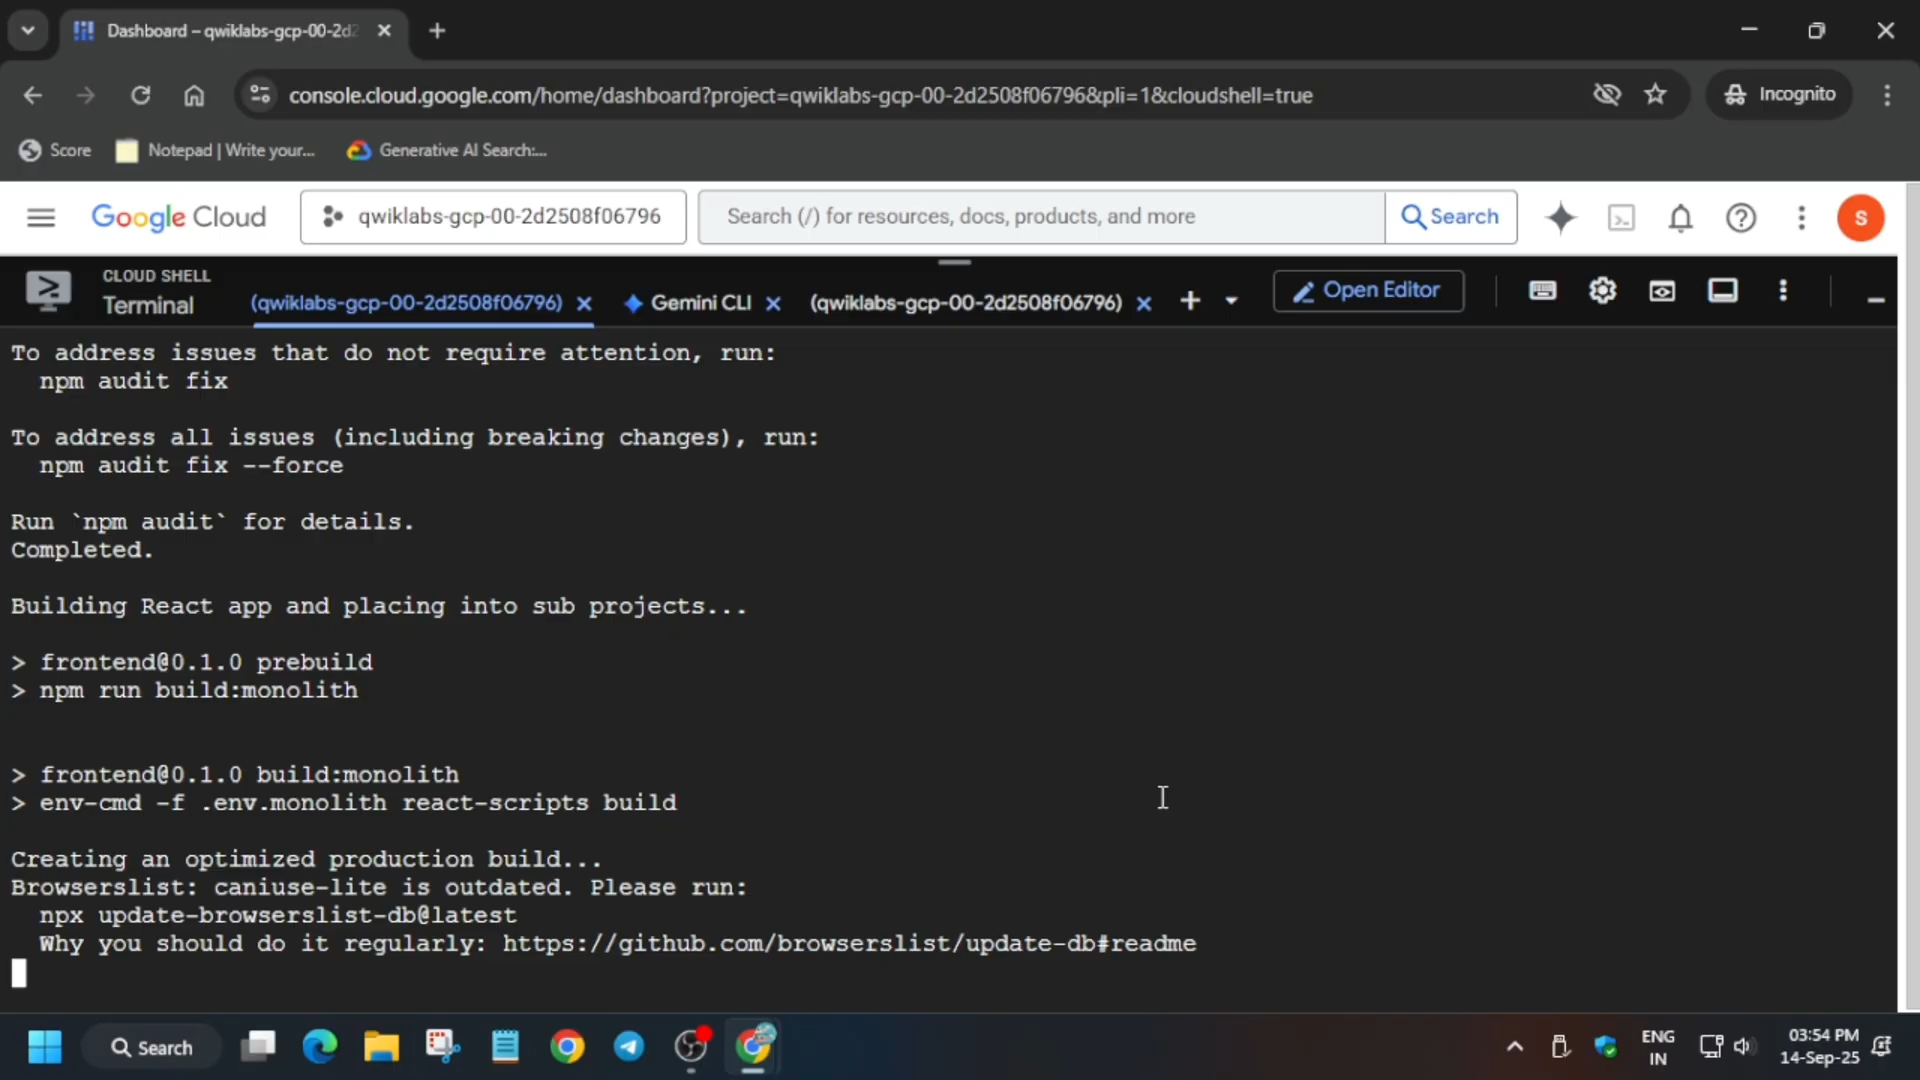 Dashboard – qwiklabs-gcp-00-2d2
console.cloud.google.com/home/dashboard?project=qwiklabs-gcp-00-2d2508f06796&pli=1&cloudshell=true
Incognito
Score
Notepad | Write your...
Generative AI Search:...
Google Cloud
qwiklabs-gcp-00-2d2508f06796
Search (/) for resources, docs, products, and more
Search
S
CLOUD SHELL
Terminal
(qwiklabs-gcp-00-2d2508f06796)
Gemini CLI
(qwiklabs-gcp-00-2d2508f06796)
Open Editor
To address issues that do not require attention, run:
npm audit fix
To address all issues (including breaking changes), run:
npm audit fix --force
Run `npm audit` for details.
Completed.
Building React app and placing into sub projects...
> frontend@0.1.0 prebuild
> npm run build:monolith
> frontend@0.1.0 build:monolith
> env-cmd -f .env.monolith react-scripts build
Creating an optimized production build...
Browserslist: caniuse-lite is outdated. Please run:
npx update-browserslist-db@latest
Why you should do it regularly: https://github.com/browserslist/update-db#readme
Search
ENG
IN
03:54 PM
14-Sep-25